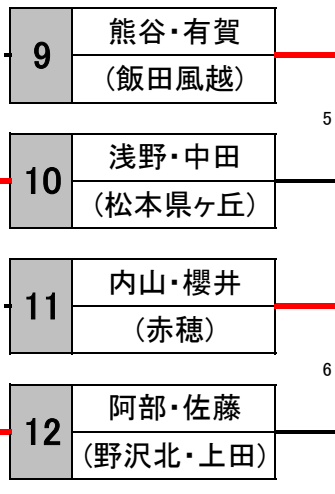 9
熊谷・有賀
(飯田風越)
5
10
浅野・中田
(松本県ヶ丘)
11
内山・櫻井
(赤穂)
6
12
阿部・佐藤
(野沢北・上田)